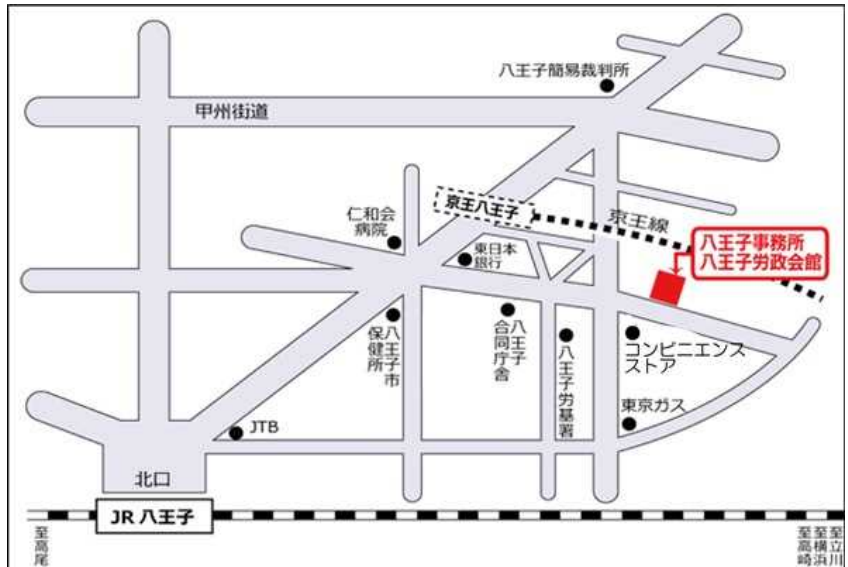 八王子簡易裁判所
甲州街道
仁和会
病院
京王八王子
京王線
東日本
銀行
八王子事務所
八王子労政会館
八王子市
保健所
八王子
合同庁舎
八王子労基署
コンビニエンス
ストア
東京ガス
JTB
北口
JR 八王子
至高尾
至高崎
至横浜
至立川